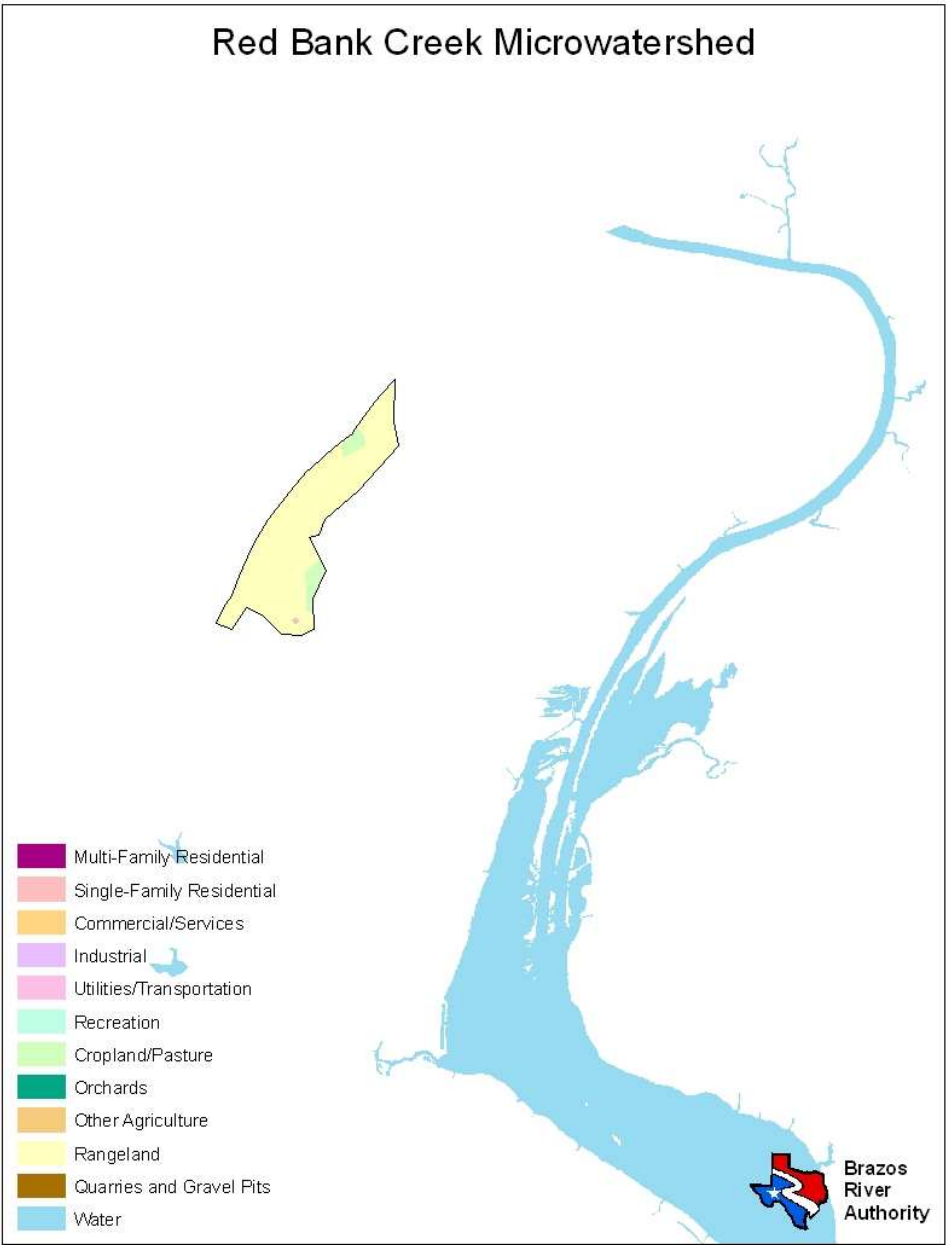 Red Bank Creek Microwatershed
Multi-Family Residential
Single-Family Residential
Commercial/Services
Industrial
Utilities/Transportation
Recreation
Cropland/Pasture
Orchards
Other Agriculture
Rangeland
Quarries and Gravel Pits
Water
Brazos
River
Authority